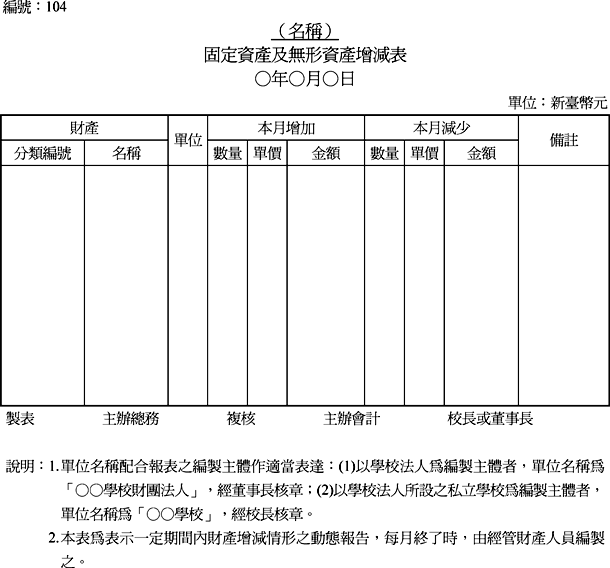 編號：104
（名稱）
固定資產及無形資產增減表
○年○月○日
單位：新臺幣元
財產 單位 本月增加 本月減少 備註
分類編號 名稱 數量 單價 金額 數量 單價 金額
製表 主辦總務 複核 主辦會計 校長或董事長
說明：1.單位名稱配合報表之編製主體作適當表達：(1)以學校法人為編製主體者，單位名稱為
「○○學校財團法人」，經董事長核章；(2)以學校法人所設之私立學校為編製主體者，
單位名稱為「○○學校」，經校長核章。
2.本表為表示一定期間內財產增減情形之動態報告，每月終了時，由經管財產人員編製
之。